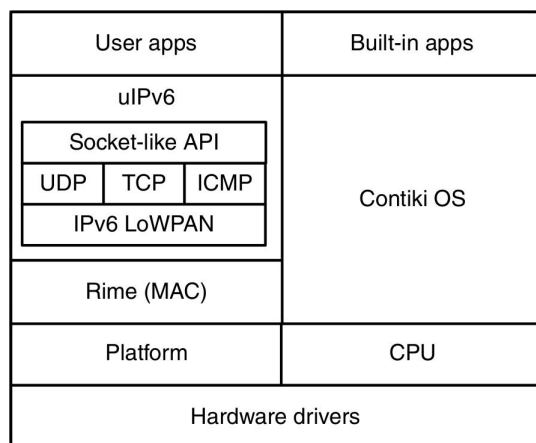 User apps
Built-in apps
uIPv6
Socket-like API
UDP
TCP
ICMP
IPv6 LoWPAN
Contiki OS
Rime (MAC)
Platform
CPU
Hardware drivers